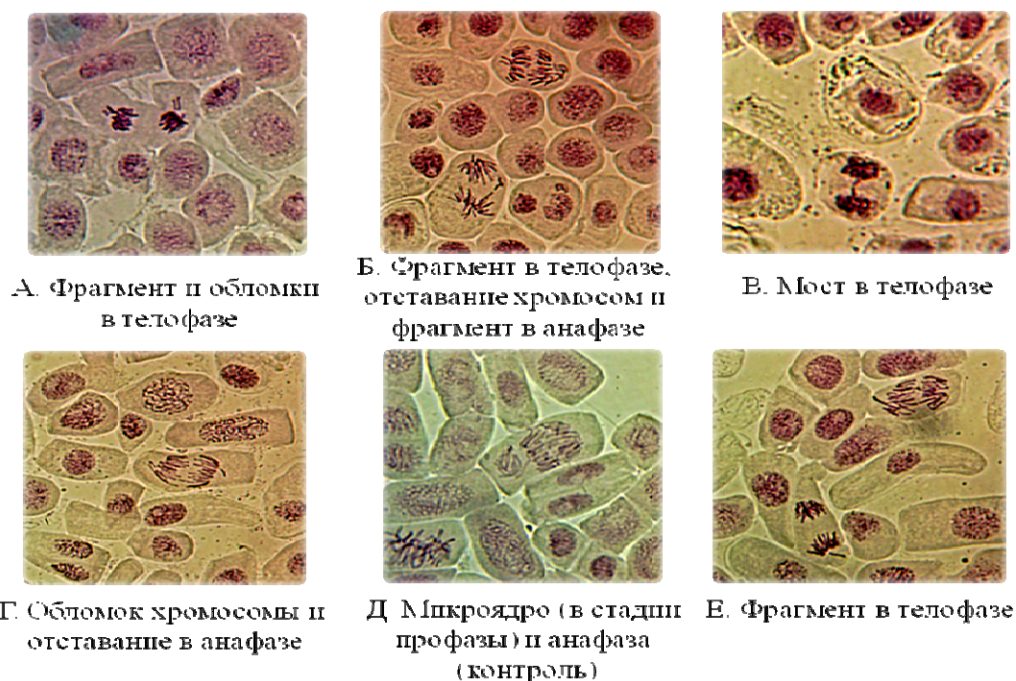 А. Фрагмент и обломки
в телофазе
Б. Фрагмент в телофазе,
отставание хромосом и
фрагмент в анафазе
В. Мост в телофазе
Г. Обломок хромосомы и
отставание в анафазе
Д. Микроядро (в стадии
профазы) и анафаза
(контроль)
Е. Фрагмент в телофазе